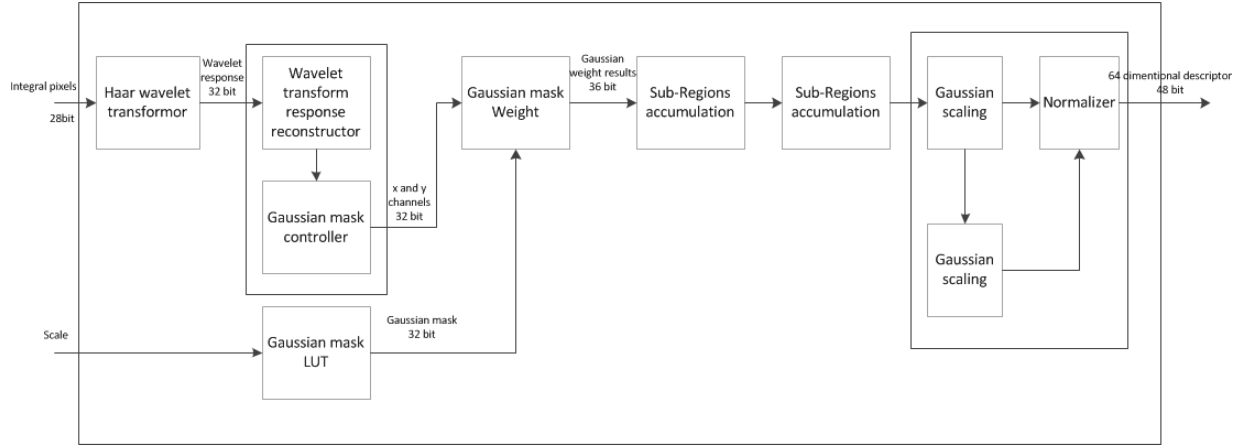 Integral pixels
28bit
Haar wavelet
transformor
Wavelet
response
32 bit
Wavelet
transform
response
reconstructor
Gaussian mask
controller
x and y
channels
32 bit
Gaussian mask
Weight
Gaussian
weight results
36 bit
Sub-Regions
accumulation
Sub-Regions
accumulation
Gaussian
scaling
Normalizer
64 dimentional descriptor
48 bit
Gaussian
scaling
Scale
Gaussian mask
LUT
Gaussian mask
32 bit